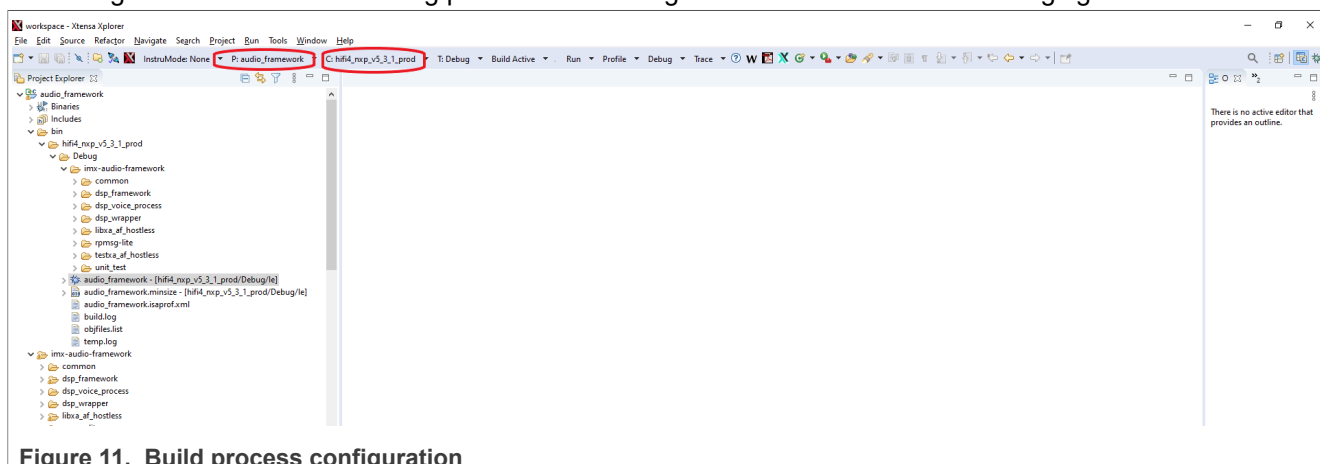 workspace - Xtensa Xplorer
File Edit Source Refactor Navigate Search Project Run Tools Window Help
InstruMode: None P: audio_framework C: hifi4_nxp_v5_3_1_prod T: Debug Build Active Run Profile Debug Trace
Project Explorer
There is no active editor that
provides an outline.
audio_framework
Binaries
Includes
bin
hifi4_nxp_v5_3_1_prod
Debug
imx-audio-framework
common
dsp_framework
dsp_voice_process
dsp_wrapper
libxa_af_hostless
rpmsg-lite
testxa_af_hostless
unit_test
audio_framework - [hifi4_nxp_v5_3_1_prod/Debug/le]
audio_framework.minsize - [hifi4_nxp_v5_3_1_prod/Debug/le]
audio_framework.isaprof.xml
build.log
objfiles.list
temp.log
imx-audio-framework
common
dsp_framework
dsp_voice_process
dsp_wrapper
libxa_af_hostless
Figure 11. Build process configuration